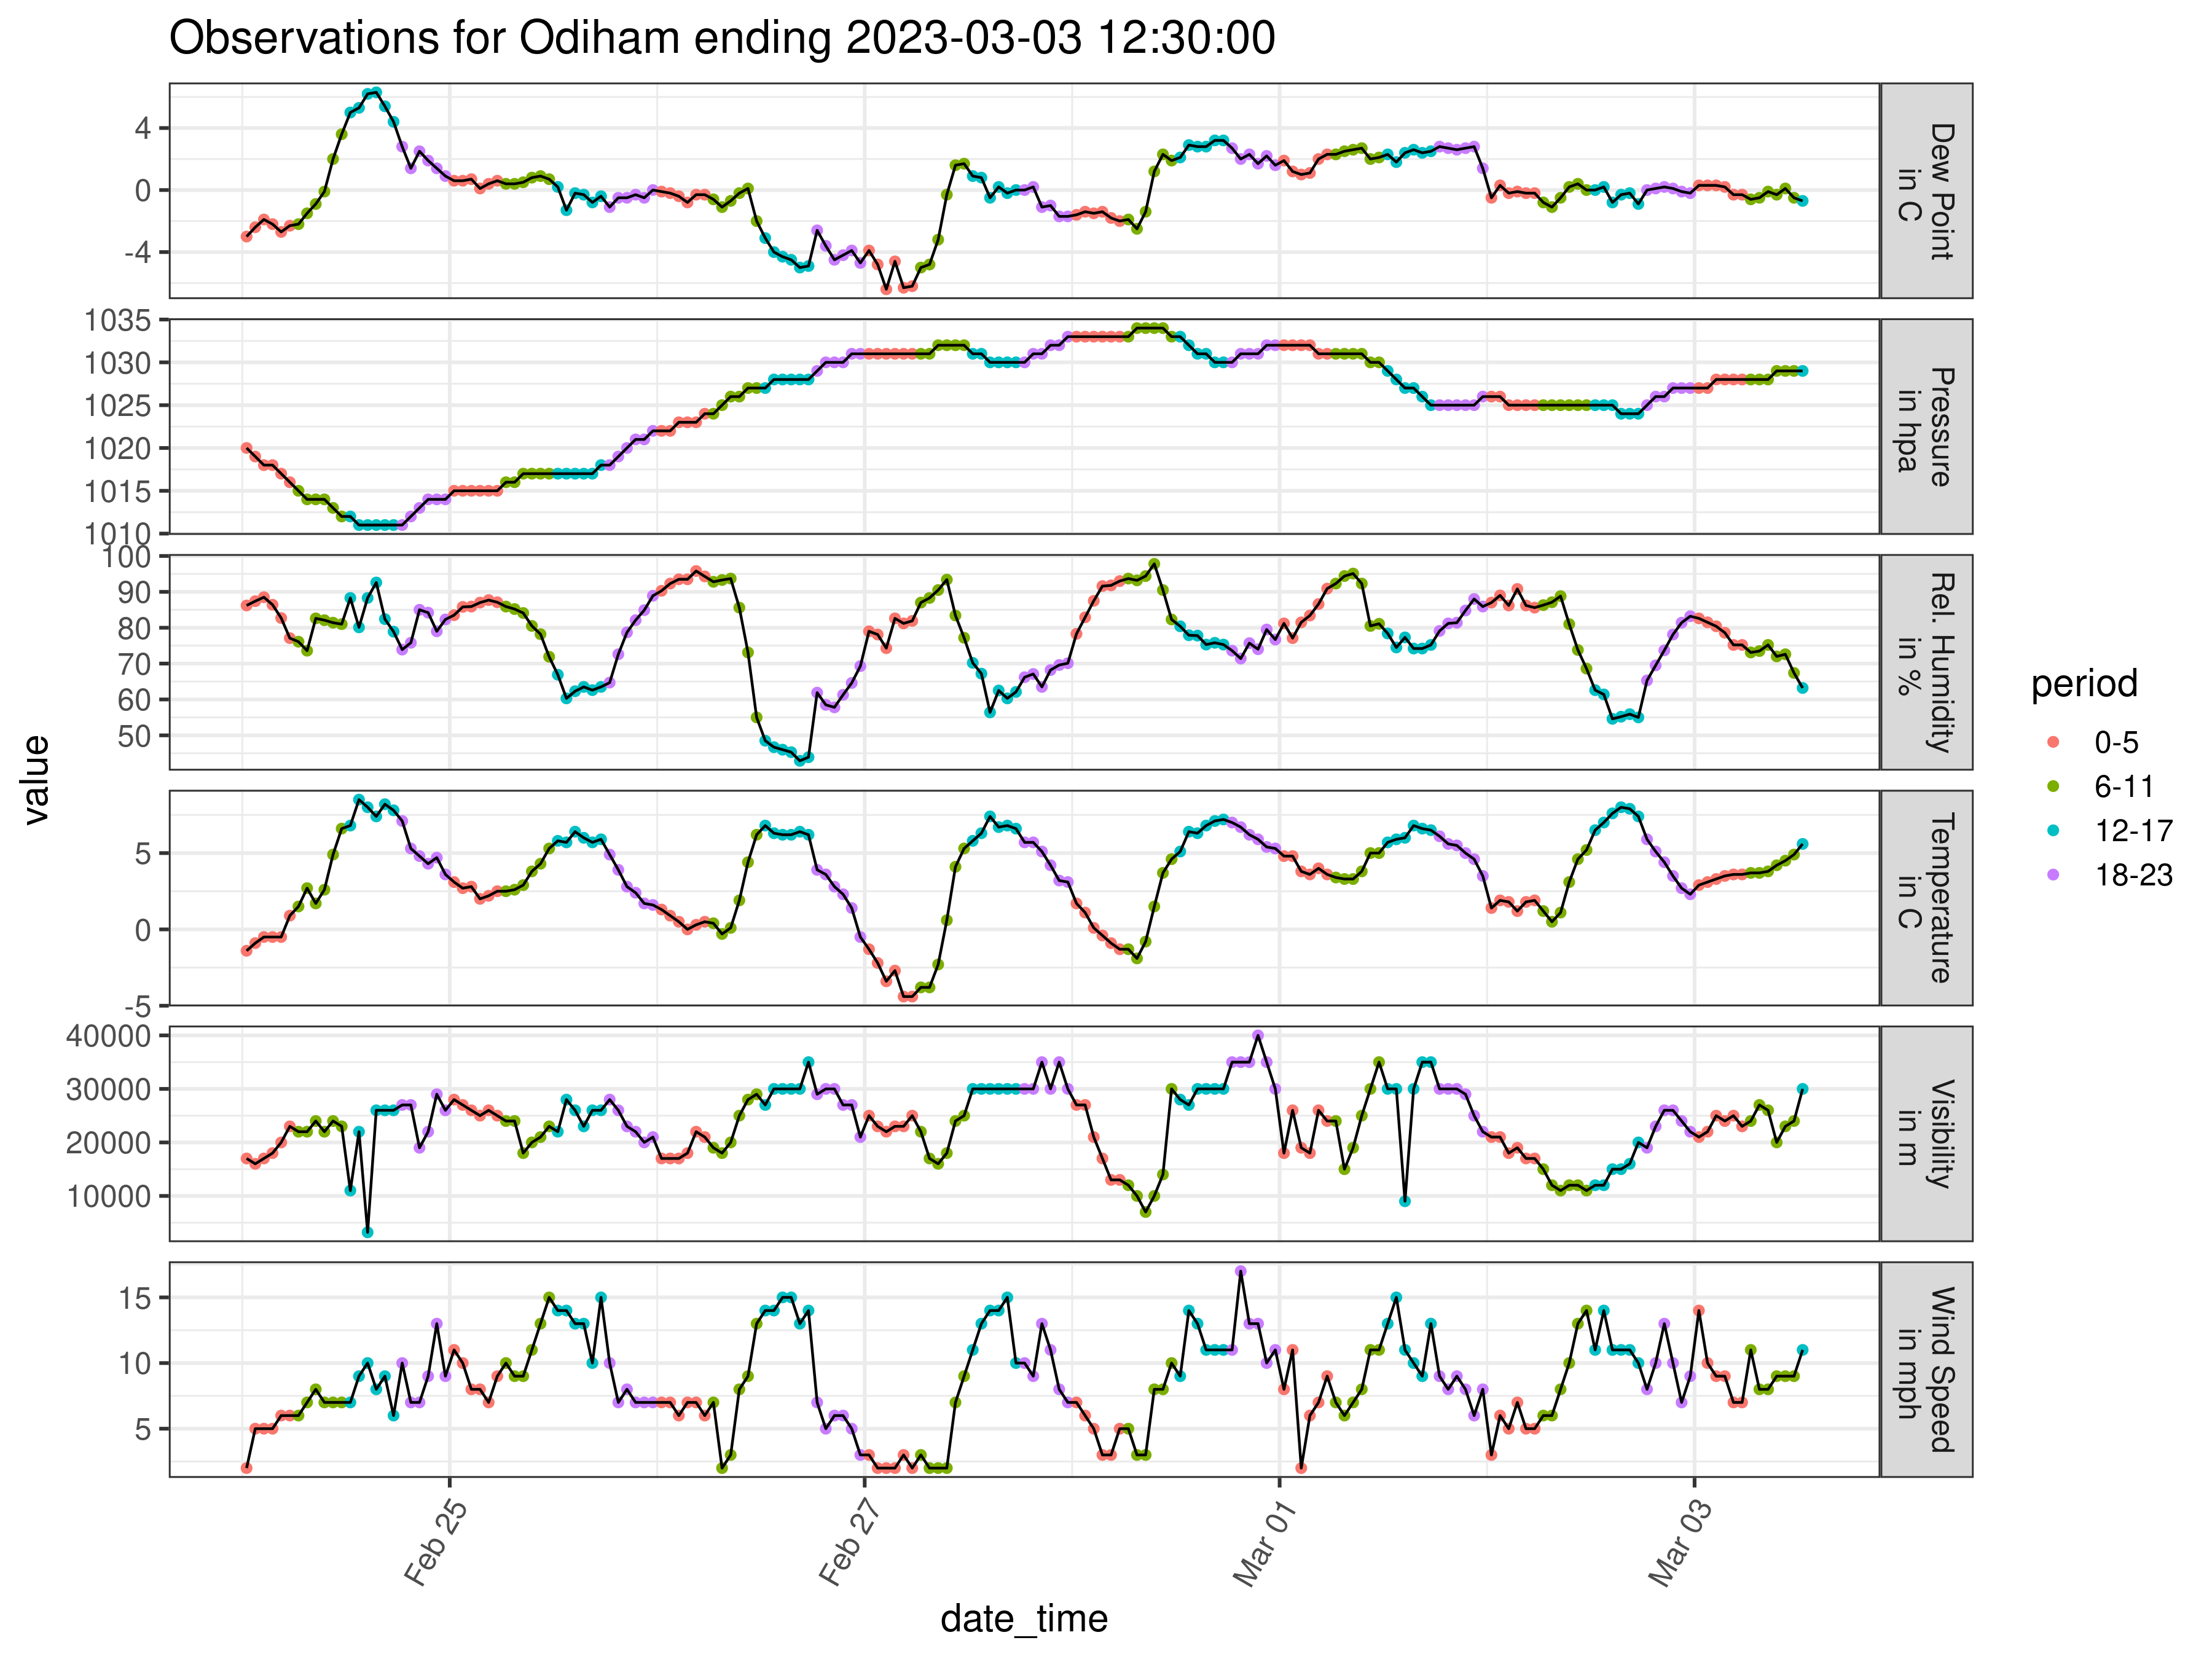 Observations for Odiham ending 2023-03-03 12:30:00
value
4
0
-4
Dew Point
in C
1035
1030
1025
1020
1015
1010
Pressure
in hpa
100
90
80
70
60
50
Rel. Humidity
in %
5
0
-5
Temperature
in C
40000
30000
20000
10000
Visibility
in m
15
10
5
Wind Speed
in mph
Feb 25
Feb 27
Mar 01
Mar 03
date_time
period
0-5
6-11
12-17
18-23